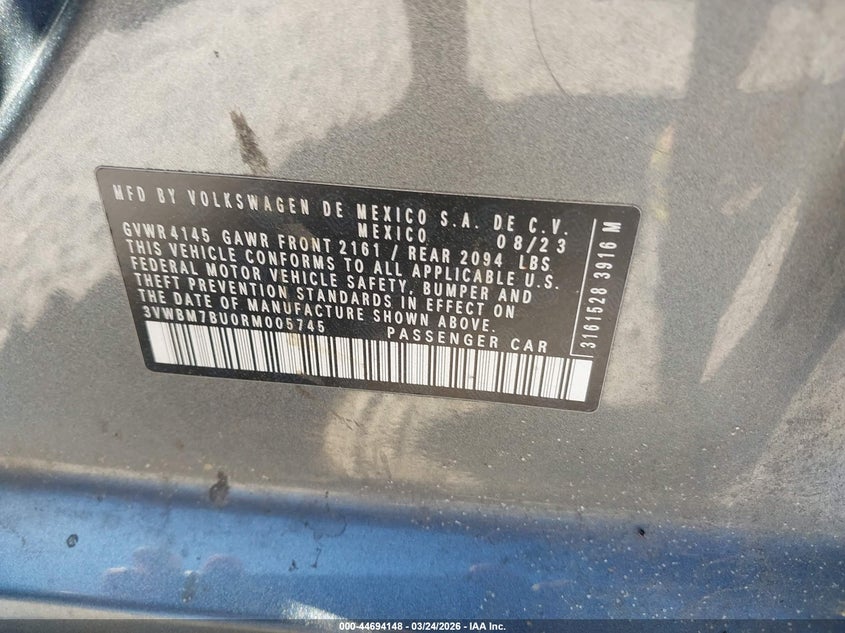 MFD BY VOLKSWAGEN DE MEXICO S.A. DE C.V.
MEXICO 08/23
GVWR4145 GAWR FRONT 2161 / REAR 2094 LBS
THIS VEHICLE CONFORMS TO ALL APPLICABLE U.S.
FEDERAL MOTOR VEHICLE SAFETY, BUMPER AND
THEFT PREVENTION STANDARDS IN EFFECT ON
THE DATE OF MANUFACTURE SHOWN ABOVE.
3VWBM7BU0RM005745 PASSENGER CAR
31615283916 M
000-44694148 - 03/24/2026 - IAA Inc.